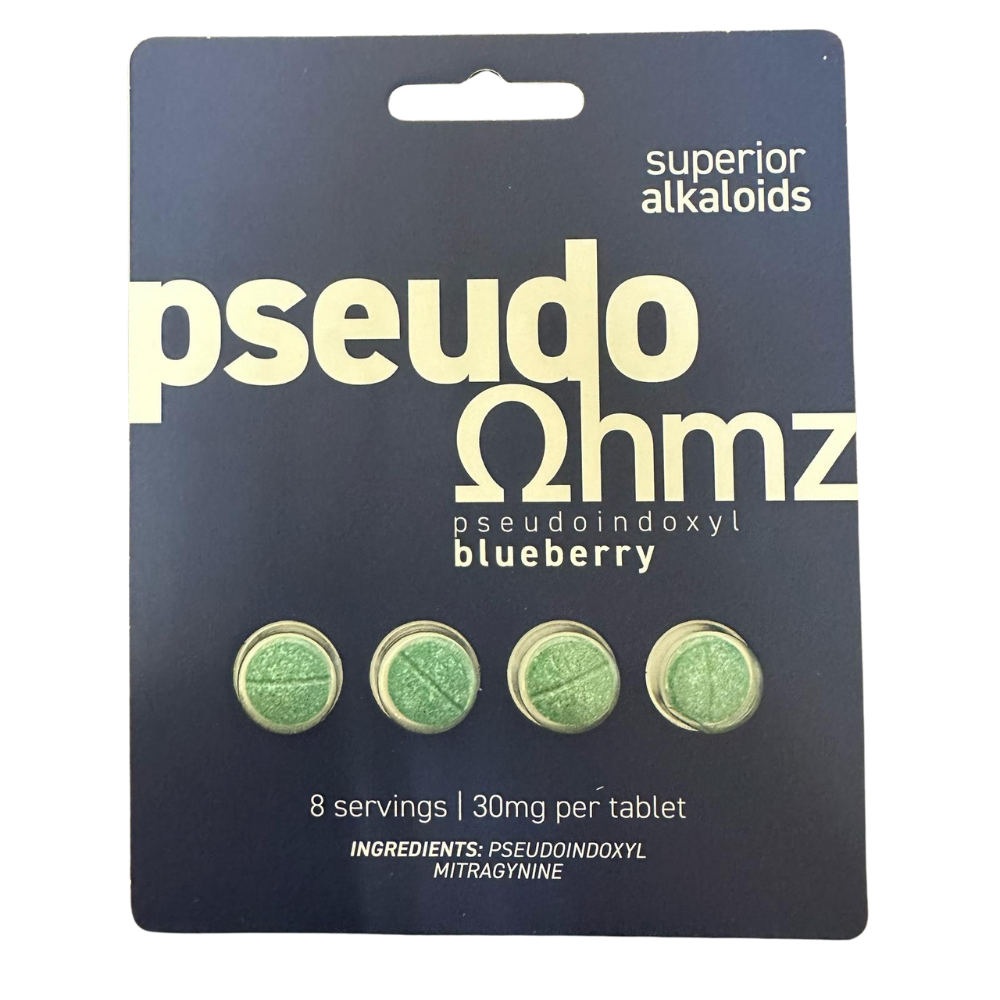 superior
alkaloids
pseudo
Ωhmz
pseudoindoxyl
blueberry
8 servings | 30mg per tablet
INGREDIENTS: PSEUDOINDOXYL
MITRAGYNINE